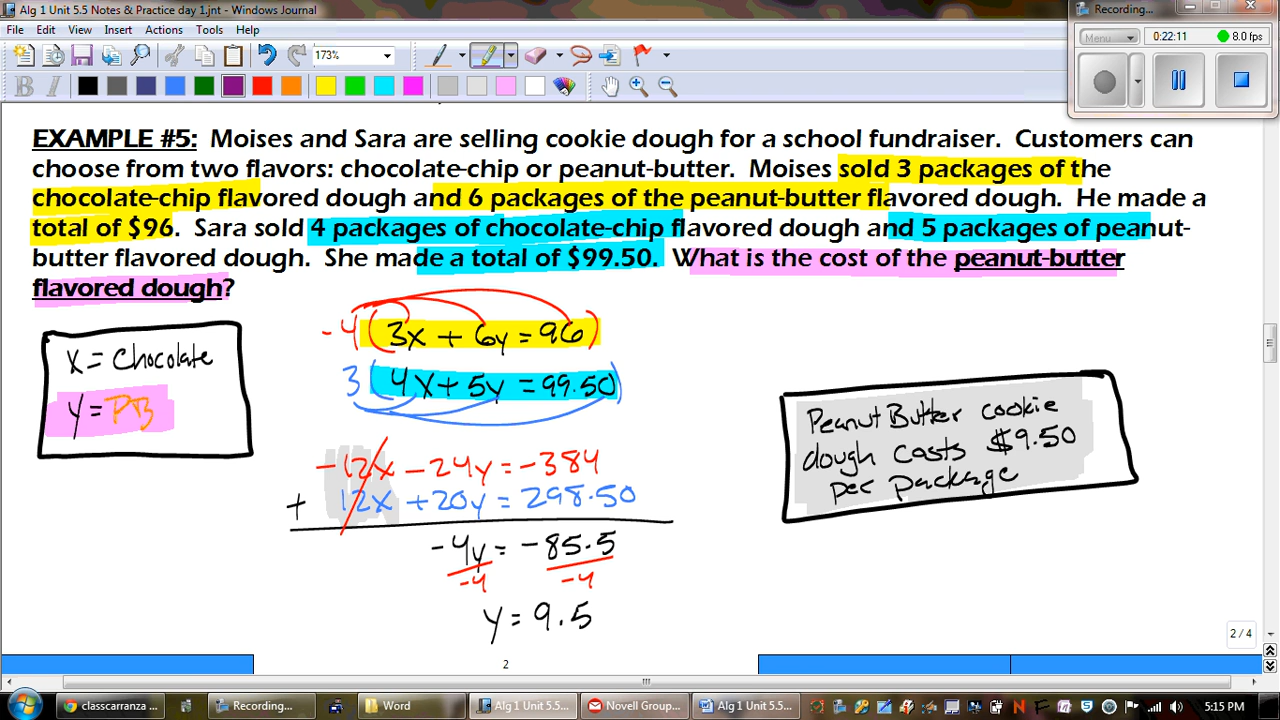 Alg 1 Unit 5.5 Notes & Practice day 1.jnt - Windows Journal
Recording...
File Edit View Insert Actions Tools Help
Menu 0:22:11 8.0 fps
173%
B I
EXAMPLE #5: Moises and Sara are selling cookie dough for a school fundraiser. Customers can
choose from two flavors: chocolate-chip or peanut-butter. Moises sold 3 packages of the
chocolate-chip flavored dough and 6 packages of the peanut-butter flavored dough. He made a
total of $96. Sara sold 4 packages of chocolate-chip flavored dough and 5 packages of peanut-
butter flavored dough. She made a total of $99.50. What is the cost of the peanut-butter
flavored dough?
-4(3x + 6y = 96)
3(4x + 5y = 99.50)
x = Chocolate
y = PB
-12x - 24y = -384
+ 12x + 20y = 298.50
-4y = -85.5
-4 -4
y = 9.5
Peanut Butter cookie
dough costs $9.50
per package
2 / 4
2
classcarranza ... Recording... Word Alg 1 Unit 5.5... Novell Group... Alg 1 Unit 5.5... 5:15 PM